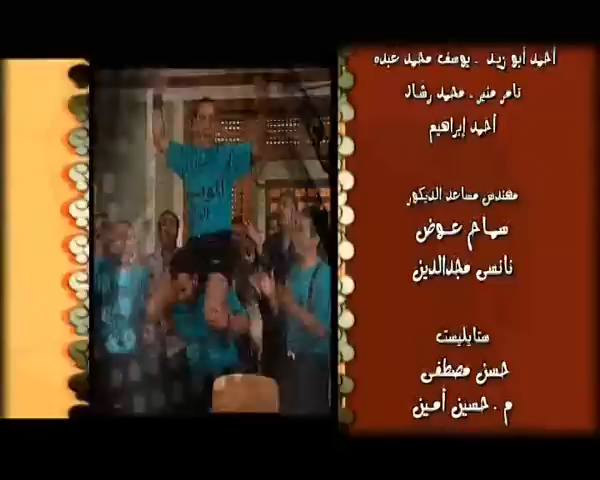 أحمد أبو زيد - يوسف محمد عبده
تامر منير - محمد رشاد
أحمد إبراهيم
مهندس مساعد الديكور
سماح عوض
نانسى مجدالدين
ستايليست
حسن مصطفى
م . حسين أمين